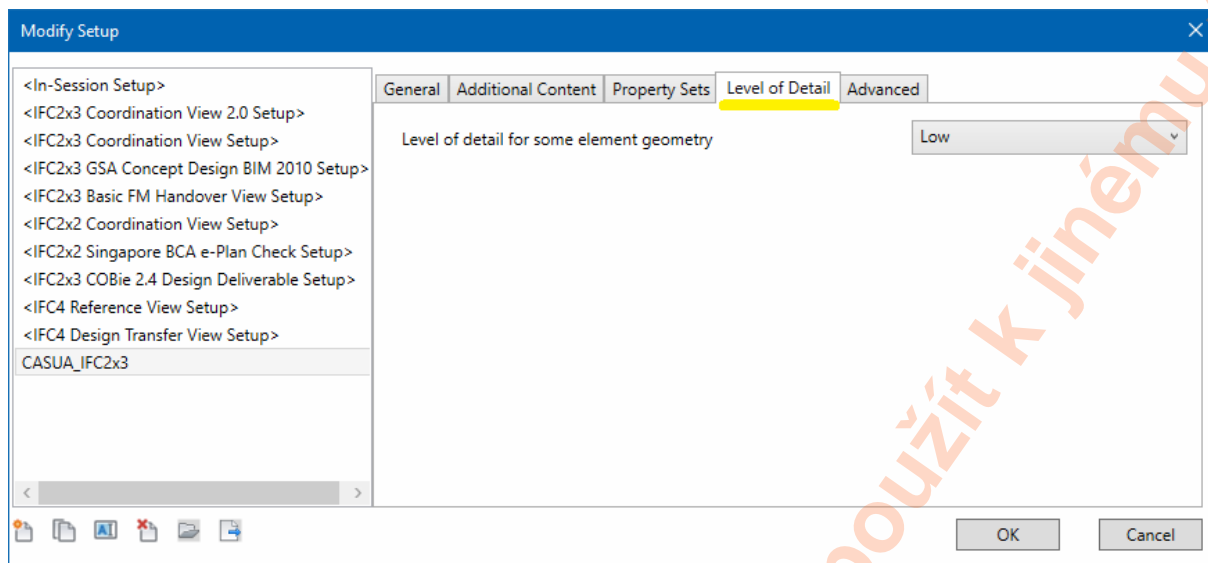 Modify Setup
<In-Session Setup>
<IFC2x3 Coordination View 2.0 Setup>
<IFC2x3 Coordination View Setup>
<IFC2x3 GSA Concept Design BIM 2010 Setup>
<IFC2x3 Basic FM Handover View Setup>
<IFC2x2 Coordination View Setup>
<IFC2x2 Singapore BCA e-Plan Check Setup>
<IFC2x3 COBie 2.4 Design Deliverable Setup>
<IFC4 Reference View Setup>
<IFC4 Design Transfer View Setup>
CASUA_IFC2x3
General Additional Content Property Sets Level of Detail Advanced
Level of detail for some element geometry Low
OK Cancel
použít k jinému